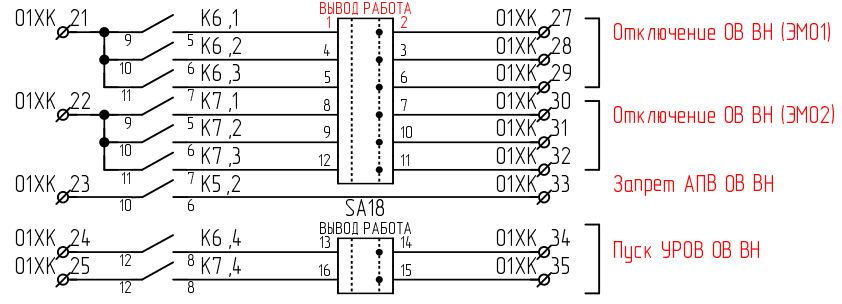 ВЫВОД РАБОТА
01ХК 21 9 5 К6,1 1 2 01ХК 27
10 6 К6,2 4 3 01ХК 28 Отключение ОВ ВН (ЭМО1)
11 7 К6,3 5 6 01ХК 29
01ХК 22 9 5 К7,1 8 7 01ХК 30
10 6 К7,2 9 10 01ХК 31 Отключение ОВ ВН (ЭМО2)
11 7 К7,3 12 11 01ХК 32
01ХК 23 10 6 К5,2 01ХК 33 Запрет АПВ ОВ ВН
SA18
ВЫВОД РАБОТА
01ХК 24 12 8 К6,4 13 14 01ХК 34 Пуск УРОВ ОВ ВН
01ХК 25 12 8 К7,4 16 15 01ХК 35